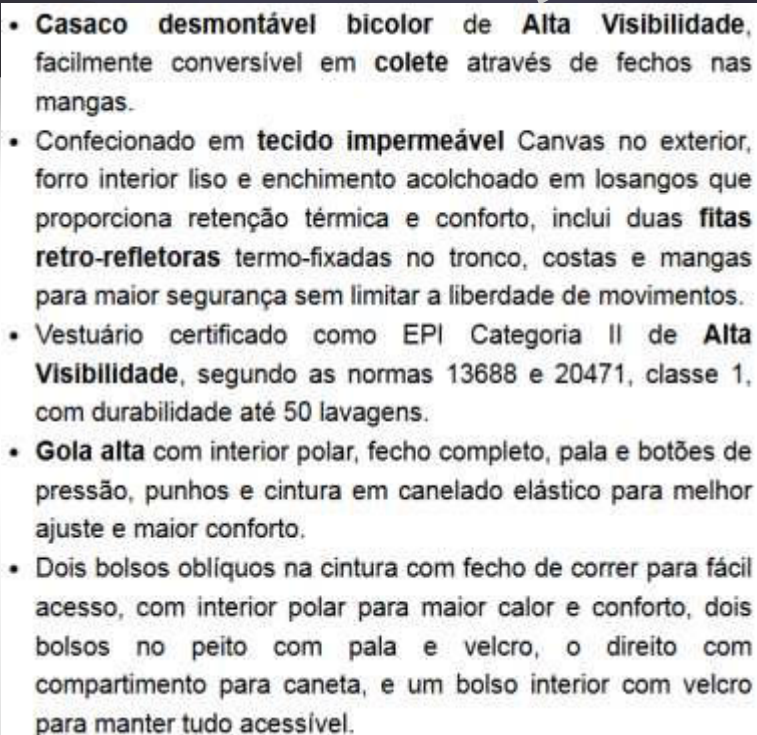 • Casaco desmontável bicolor de Alta Visibilidade,
facilmente conversível em colete através de fechos nas
mangas.
• Confecionado em tecido impermeável Canvas no exterior,
forro interior liso e enchimento acolchoado em losangos que
proporciona retenção térmica e conforto, inclui duas fitas
retro-refletoras termo-fixadas no tronco, costas e mangas
para maior segurança sem limitar a liberdade de movimentos.
• Vestuário certificado como EPI Categoria II de Alta
Visibilidade, segundo as normas 13688 e 20471, classe 1,
com durabilidade até 50 lavagens.
• Gola alta com interior polar, fecho completo, pala e botões de
pressão, punhos e cintura em canelado elástico para melhor
ajuste e maior conforto.
• Dois bolsos oblíquos na cintura com fecho de correr para fácil
acesso, com interior polar para maior calor e conforto, dois
bolsos no peito com pala e velcro, o direito com
compartimento para caneta, e um bolso interior com velcro
para manter tudo acessível.